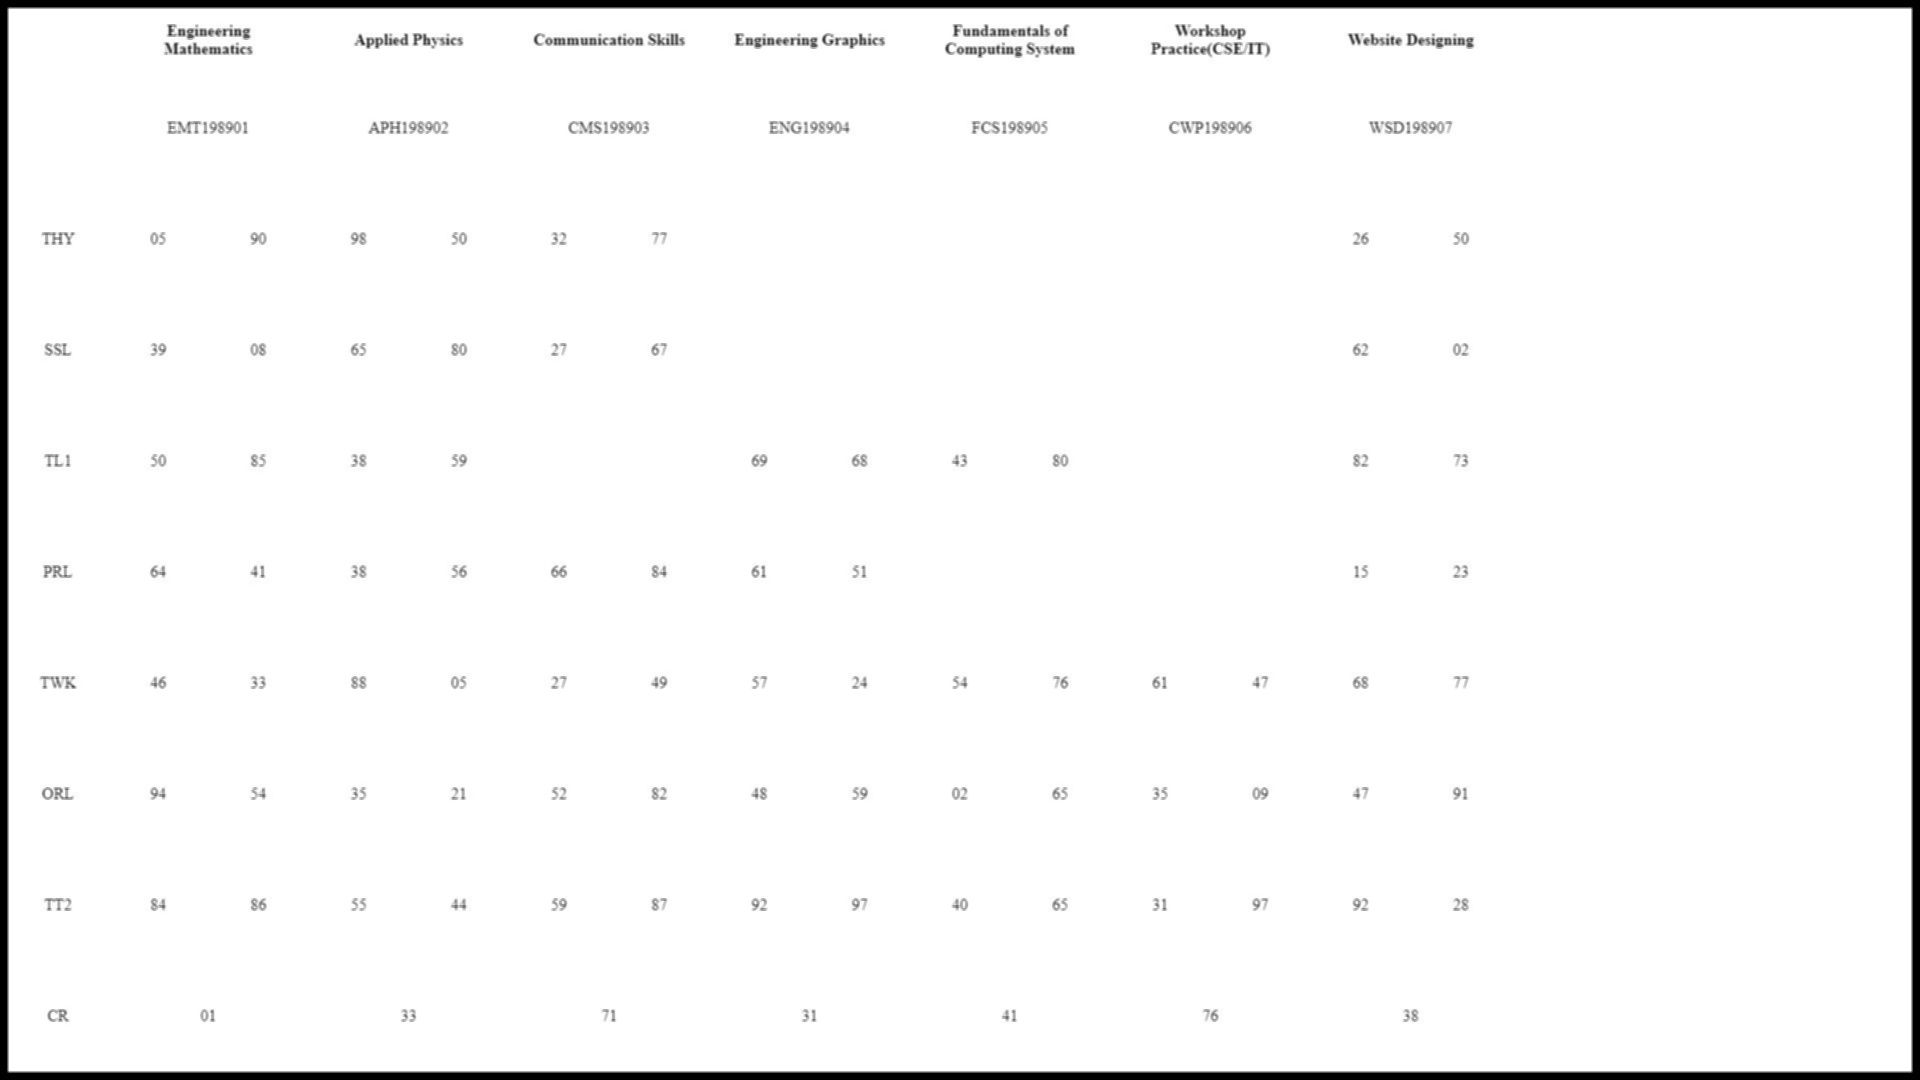 Engineering Mathematics Applied Physics Communication Skills Engineering Graphics Fundamentals of Computing System Workshop Practice(CSE/IT) Website Designing
EMT198901 APH198902 CMS198903 ENG198904 FCS198905 CWP198906 WSD198907
THY 05 90 98 50 32 77 26 50
SSL 39 08 65 80 27 67 62 02
TL1 50 85 38 59 69 68 43 80 82 73
PRL 64 41 38 56 66 84 61 51 15 23
TWK 46 33 88 05 27 49 57 24 54 76 61 47 68 77
ORL 94 54 35 21 52 82 48 59 02 65 35 09 47 91
TT2 84 86 55 44 59 87 92 97 40 65 31 97 92 28
CR 01 33 71 31 41 76 38